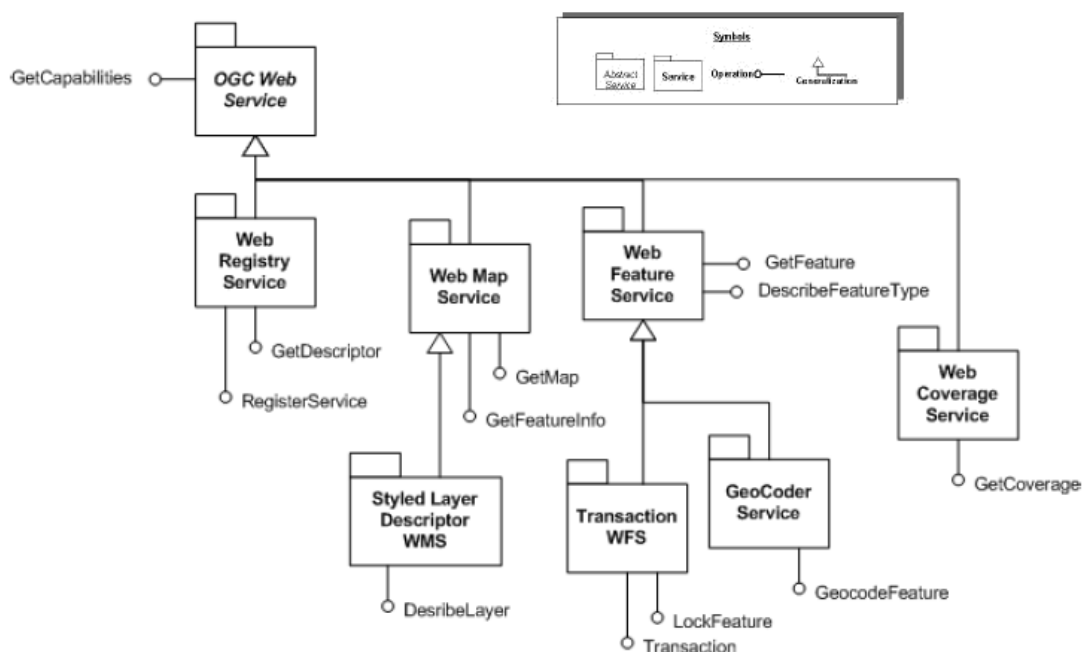 Symbols
Abstract
Service
Service
Operation
Generalization
GetCapabilities
OGC Web
Service
Web
Registry
Service
GetDescriptor
RegisterService
Web Map
Service
GetMap
GetFeatureInfo
Web
Feature
Service
GetFeature
DescribeFeatureType
Web
Coverage
Service
GetCoverage
Styled Layer
Descriptor
WMS
DesribeLayer
Transaction
WFS
LockFeature
Transaction
GeoCoder
Service
GeocodeFeature